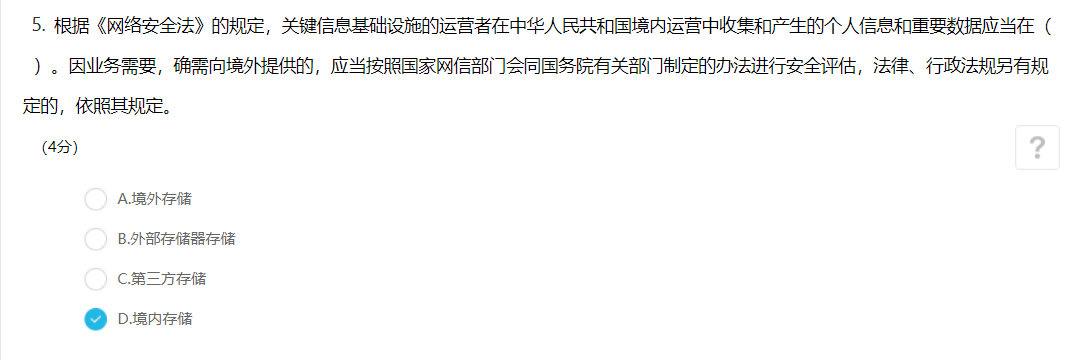 5. 根据《网络安全法》的规定，关键信息基础设施的运营者在中华人民共和国境内运营中收集和产生的个人信息和重要数据应当在（
）。因业务需要，确需向境外提供的，应当按照国家网信部门会同国务院有关部门制定的办法进行安全评估，法律、行政法规另有规
定的，依照其规定。
(4分)
?
A.境外存储
B.外部存储器存储
C.第三方存储
D.境内存储